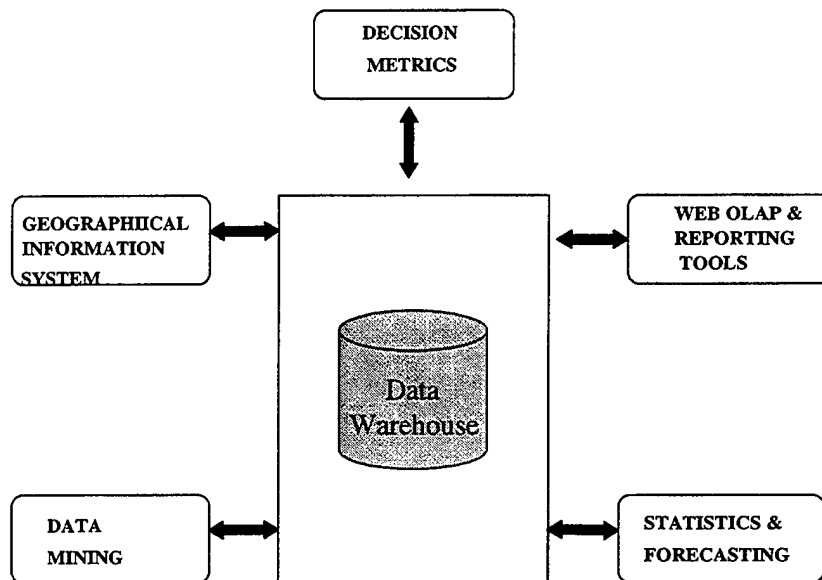 DECISION
METRICS
GEOGRAPHIICAL
INFORMATION
SYSTEM
WEB OLAP &
REPORTING
TOOLS
Data
Warehouse
DATA
MINING
STATISTICS &
FORECASTING